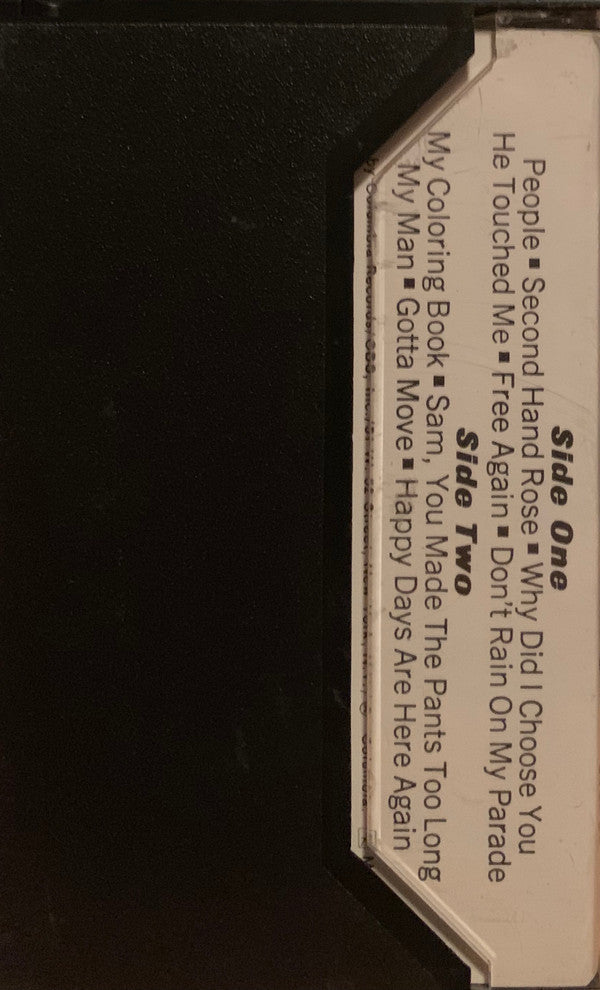 Side One
People ▪ Second Hand Rose ▪ Why Did I Choose You
He Touched Me ▪ Free Again ▪ Don't Rain On My Parade
Side Two
My Coloring Book ▪ Sam, You Made The Pants Too Long
My Man ▪ Gotta Move ▪ Happy Days Are Here Again